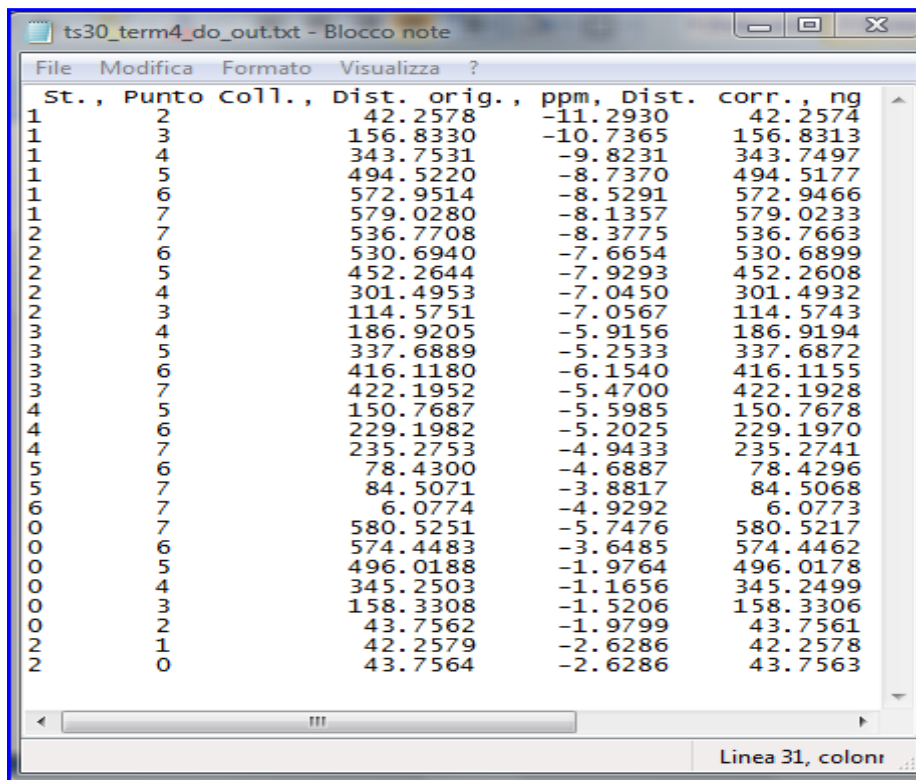 ts30_term4_do_out.txt - Blocco note
File Modifica Formato Visualizza ?
St., Punto Coll., Dist. orig., ppm, Dist. corr., ng
1 2 42.2578 -11.2930 42.2574
1 3 156.8330 -10.7365 156.8313
1 4 343.7531 -9.8231 343.7497
1 5 494.5220 -8.7370 494.5177
1 6 572.9514 -8.5291 572.9466
1 7 579.0280 -8.1357 579.0233
2 7 536.7708 -8.3775 536.7663
2 6 530.6940 -7.6654 530.6899
2 5 452.2644 -7.9293 452.2608
2 4 301.4953 -7.0450 301.4932
2 3 114.5751 -7.0567 114.5743
3 4 186.9205 -5.9156 186.9194
3 5 337.6889 -5.2533 337.6872
3 6 416.1180 -6.1540 416.1155
3 7 422.1952 -5.4700 422.1928
4 5 150.7687 -5.5985 150.7678
4 6 229.1982 -5.2025 229.1970
4 7 235.2753 -4.9433 235.2741
5 6 78.4300 -4.6887 78.4296
5 7 84.5071 -3.8817 84.5068
6 7 6.0774 -4.9292 6.0773
0 7 580.5251 -5.7476 580.5217
0 6 574.4483 -3.6485 574.4462
0 5 496.0188 -1.9764 496.0178
0 4 345.2503 -1.1656 345.2499
0 3 158.3308 -1.5206 158.3306
0 2 43.7562 -1.9799 43.7561
2 1 42.2579 -2.6286 42.2578
2 0 43.7564 -2.6286 43.7563
Linea 31, colonr